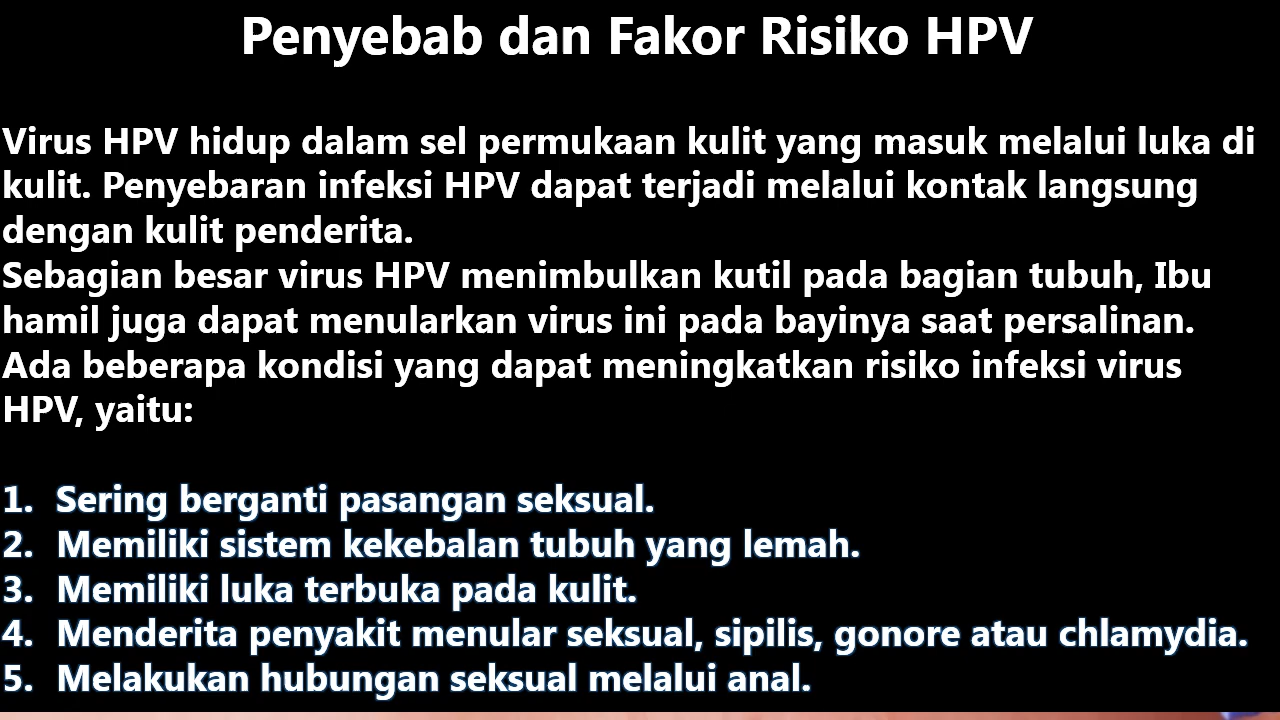 Penyebab dan Fakor Risiko HPV
Virus HPV hidup dalam sel permukaan kulit yang masuk melalui luka di
kulit. Penyebaran infeksi HPV dapat terjadi melalui kontak langsung
dengan kulit penderita.
Sebagian besar virus HPV menimbulkan kutil pada bagian tubuh, Ibu
hamil juga dapat menularkan virus ini pada bayinya saat persalinan.
Ada beberapa kondisi yang dapat meningkatkan risiko infeksi virus
HPV, yaitu:
1. Sering berganti pasangan seksual.
2. Memiliki sistem kekebalan tubuh yang lemah.
3. Memiliki luka terbuka pada kulit.
4. Menderita penyakit menular seksual, sipilis, gonore atau chlamydia.
5. Melakukan hubungan seksual melalui anal.